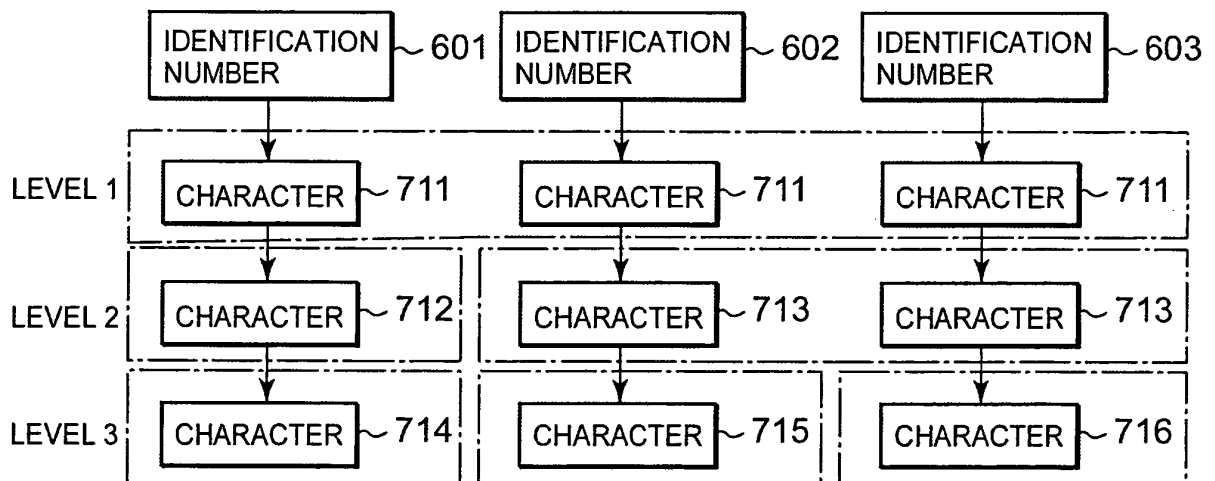 IDENTIFICATION NUMBER ~ 601 IDENTIFICATION NUMBER ~ 602 IDENTIFICATION NUMBER ~ 603
LEVEL 1 CHARACTER ~ 711 CHARACTER ~ 711 CHARACTER ~ 711
LEVEL 2 CHARACTER ~ 712 CHARACTER ~ 713 CHARACTER ~ 713
LEVEL 3 CHARACTER ~ 714 CHARACTER ~ 715 CHARACTER ~ 716